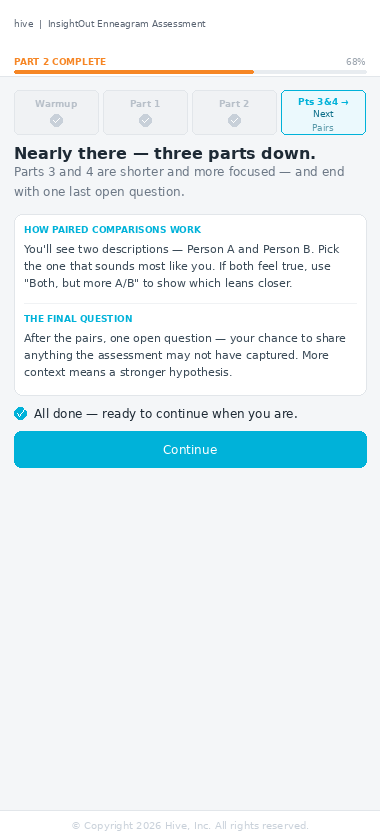 hive | InsightOut Enneagram Assessment
PART 2 COMPLETE 68%
Warmup
Part 1
Part 2
Pts 3&4 →
Next
Pairs
Nearly there — three parts down.
Parts 3 and 4 are shorter and more focused — and end
with one last open question.
HOW PAIRED COMPARISONS WORK
You'll see two descriptions — Person A and Person B. Pick
the one that sounds most like you. If both feel true, use
"Both, but more A/B" to show which leans closer.
THE FINAL QUESTION
After the pairs, one open question — your chance to share
anything the assessment may not have captured. More
context means a stronger hypothesis.
All done — ready to continue when you are.
Continue
© Copyright 2026 Hive, Inc. All rights reserved.